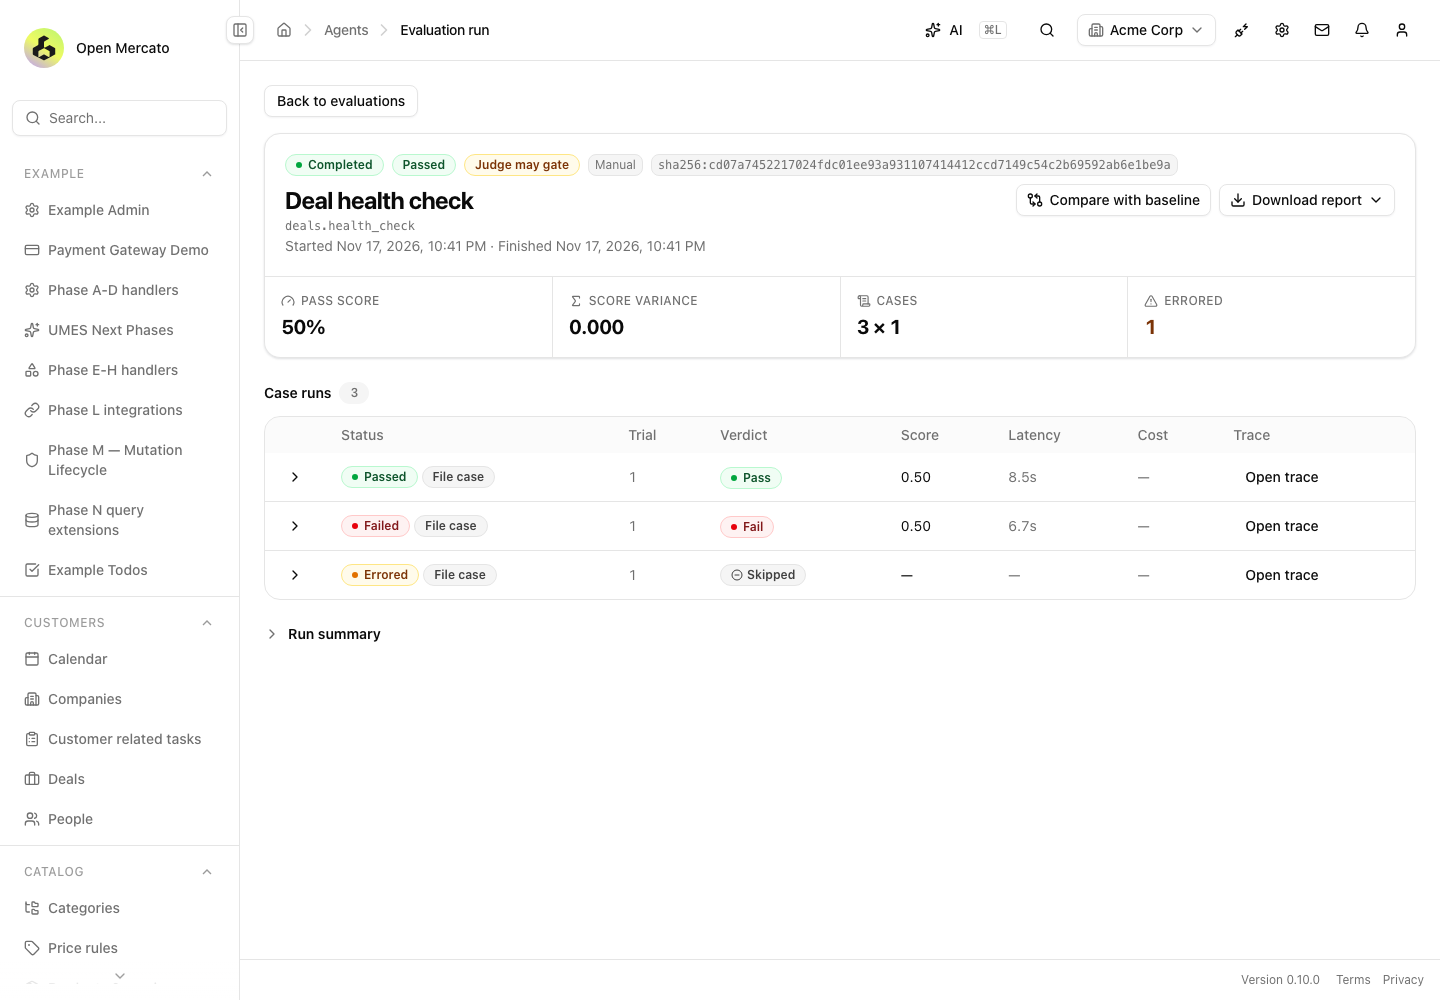 Open Mercato
Search...
EXAMPLE
Example Admin
Payment Gateway Demo
Phase A-D handlers
UMES Next Phases
Phase E-H handlers
Phase L integrations
Phase M — Mutation
Lifecycle
Phase N query
extensions
Example Todos
CUSTOMERS
Calendar
Companies
Customer related tasks
Deals
People
CATALOG
Categories
Price rules
Agents
Evaluation run
AI ⌘L
Acme Corp
Back to evaluations
Completed Passed Judge may gate Manual sha256:cd07a7452217024fdc01ee93a931107414412ccd7149c54c2b69592ab6e1be9a
Deal health check
Compare with baseline Download report
deals.health_check
Started Nov 17, 2026, 10:41 PM · Finished Nov 17, 2026, 10:41 PM
PASS SCORE
50%
SCORE VARIANCE
0.000
CASES
3 × 1
ERRORED
1
Case runs 3
Status Trial Verdict Score Latency Cost Trace
Passed File case 1 Pass 0.50 8.5s — Open trace
Failed File case 1 Fail 0.50 6.7s — Open trace
Errored File case 1 Skipped — — — Open trace
Run summary
Version 0.10.0 Terms Privacy